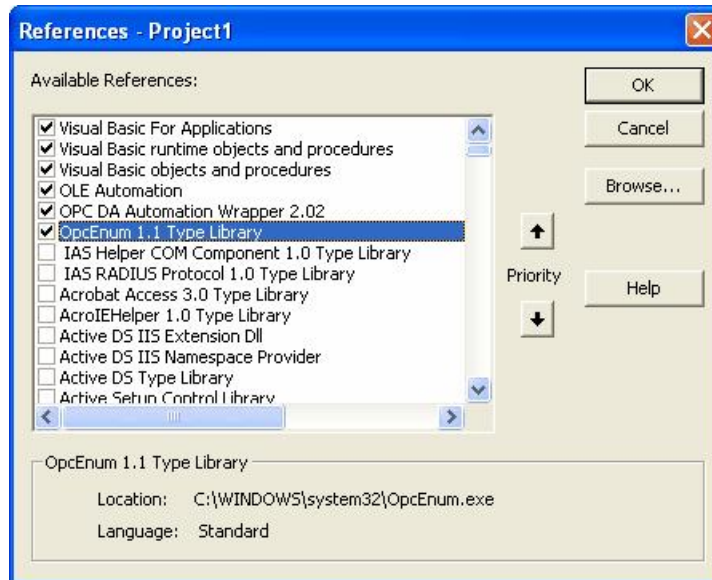 References - Project1
Available References:
Visual Basic For Applications
Visual Basic runtime objects and procedures
Visual Basic objects and procedures
OLE Automation
OPC DA Automation Wrapper 2.02
OpcEnum 1.1 Type Library
IAS Helper COM Component 1.0 Type Library
IAS RADIUS Protocol 1.0 Type Library
Acrobat Access 3.0 Type Library
AcroIEHelper 1.0 Type Library
Active DS IIS Extension Dll
Active DS IIS Namespace Provider
Active DS Type Library
Active Setup Control Library
Priority
OK
Cancel
Browse...
Help
OpcEnum 1.1 Type Library
Location: C:\WINDOWS\system32\OpcEnum.exe
Language: Standard